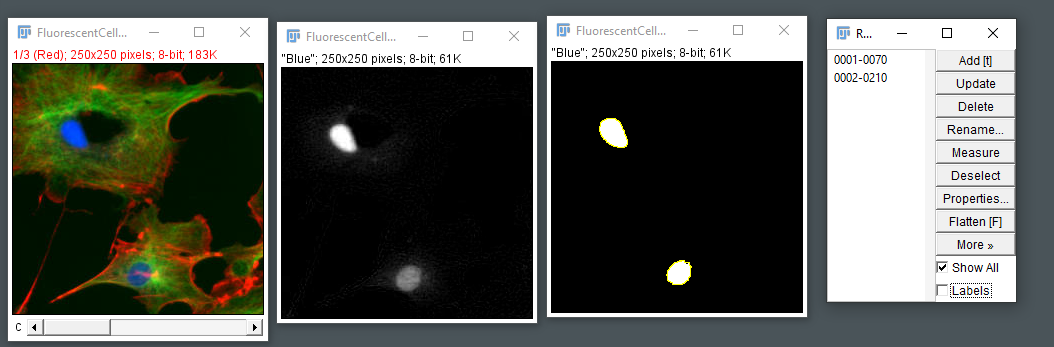 FluorescentCell...
1/3 (Red); 250x250 pixels; 8-bit; 183K
c
FluorescentCell...
"Blue"; 250x250 pixels; 8-bit; 61K
FluorescentCell...
"Blue"; 250x250 pixels; 8-bit; 61K
R...
0001-0070
0002-0210
Add [t]
Update
Delete
Rename...
Measure
Deselect
Properties...
Flatten [F]
More »
Show All
Labels